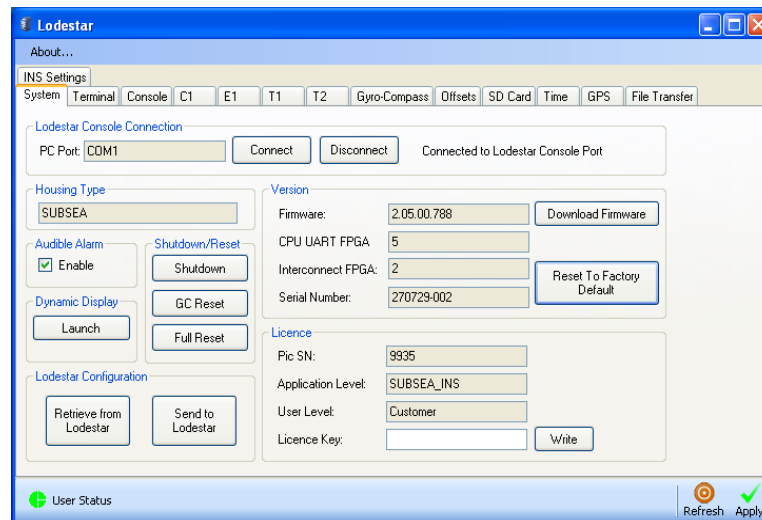 Lodestar
About...
INS Settings
System Terminal Console C1 E1 T1 T2 Gyro-Compass Offsets SD Card Time GPS File Transfer
Lodestar Console Connection
PC Port: COM1 Connect Disconnect Connected to Lodestar Console Port
Housing Type
SUBSEA
Audible Alarm
Enable
Dynamic Display
Launch
Shutdown/Reset
Shutdown
GC Reset
Full Reset
Lodestar Configuration
Retrieve from
Lodestar
Send to
Lodestar
Version
Firmware: 2.05.00.788 Download Firmware
CPU UART FPGA 5
Interconnect FPGA: 2
Reset To Factory
Default
Serial Number: 270729-002
Licence
Pic SN: 9935
Application Level: SUBSEA_INS
User Level: Customer
Licence Key: Write
User Status
Refresh Apply